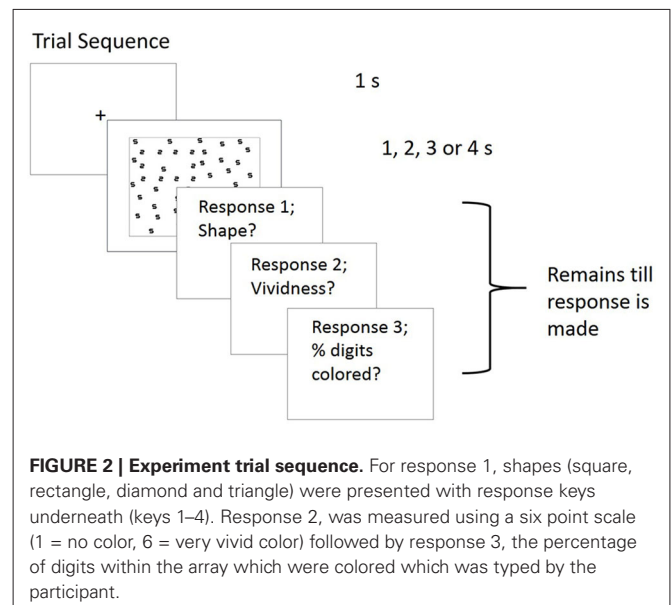 Trial Sequence
1 s
+
1, 2, 3 or 4 s
Response 1;
Shape?
Response 2;
Vividness?
Response 3;
% digits
colored?
Remains till
response is
made
FIGURE 2 | Experiment trial sequence. For response 1, shapes (square,
rectangle, diamond and triangle) were presented with response keys
underneath (keys 1–4). Response 2, was measured using a six point scale
(1 = no color, 6 = very vivid color) followed by response 3, the percentage
of digits within the array which were colored which was typed by the
participant.